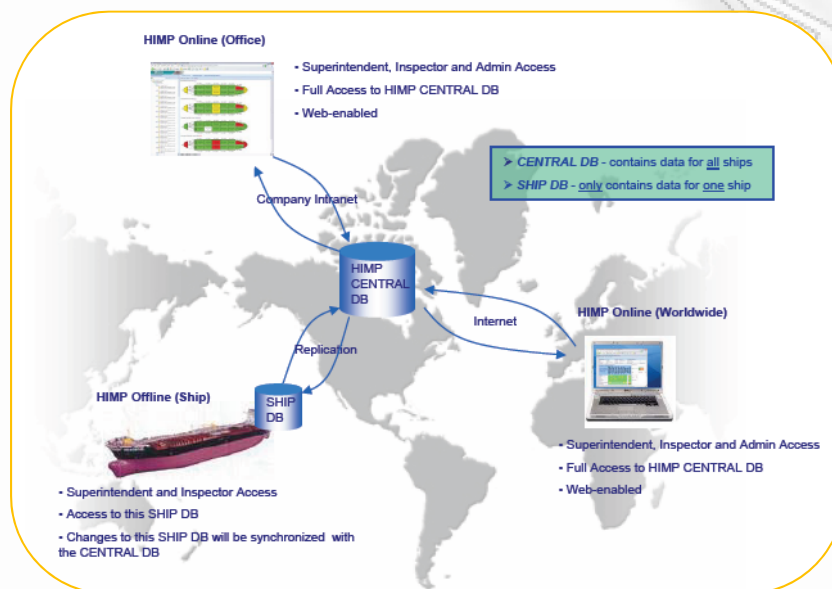 HIMP Online (Office)
- Superintendent, Inspector and Admin Access
- Full Access to HIMP CENTRAL DB
- Web-enabled
➤ CENTRAL DB - contains data for all ships
➤ SHIP DB - only contains data for one ship
Company Intranet
HIMP
CENTRAL
DB
HIMP Online (Worldwide)
Internet
Replication
HIMP Offline (Ship)
SHIP
DB
- Superintendent, Inspector and Admin Access
- Full Access to HIMP CENTRAL DB
- Web-enabled
- Superintendent and Inspector Access
- Access to this SHIP DB
- Changes to this SHIP DB will be synchronized with
the CENTRAL DB